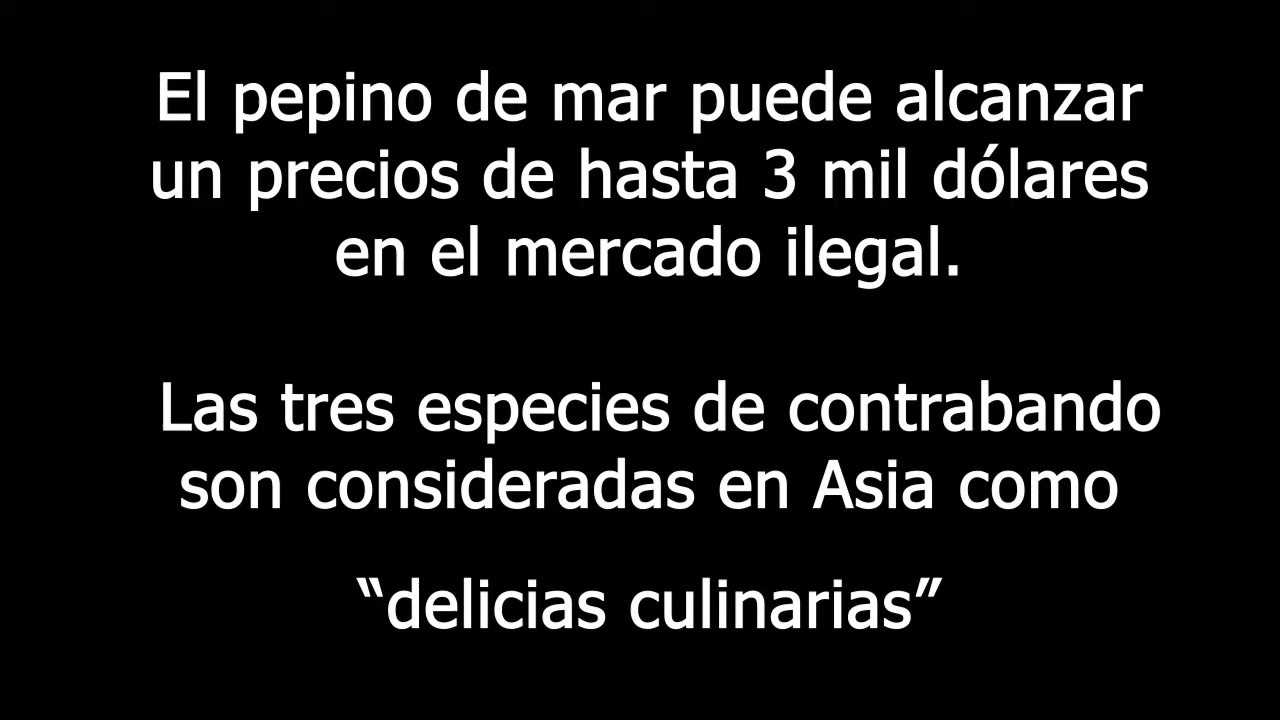 El pepino de mar puede alcanzar
un precios de hasta 3 mil dólares
en el mercado ilegal.
Las tres especies de contrabando
son consideradas en Asia como
“delicias culinarias”